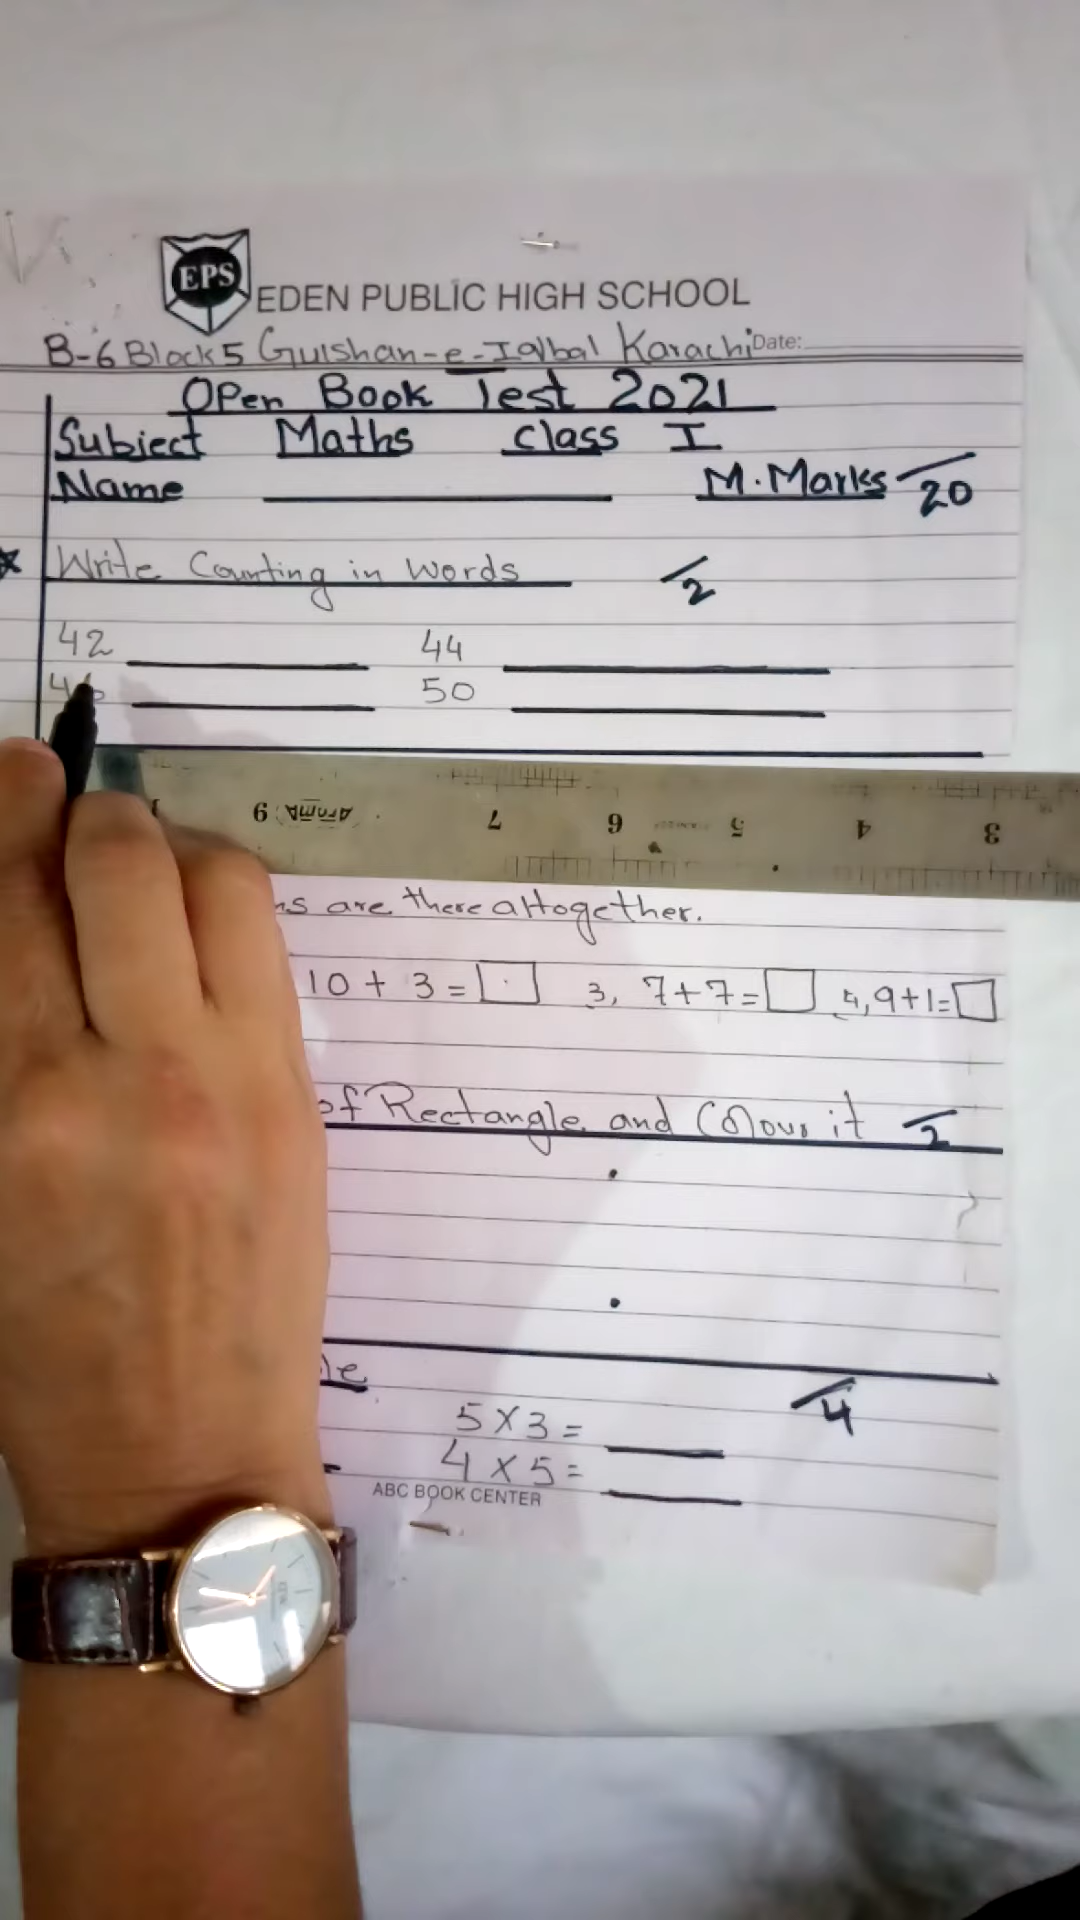 EPS
EDEN PUBLIC HIGH SCHOOL
B-6 Block 5 Gulshan-e-Iqbal Karachi Date:
Open Book Test 2021
Subject Maths class I
Name M.Marks /20
Write Counting in words /2
42 44
46 50
9 AROMA 7 6 5 4 3
are there altogether.
10 + 3 = 3, 7+7= 4, 9+1=
of Rectangle and Colour it /2
/4
5 X 3 =
4 X 5 =
ABC BOOK CENTER